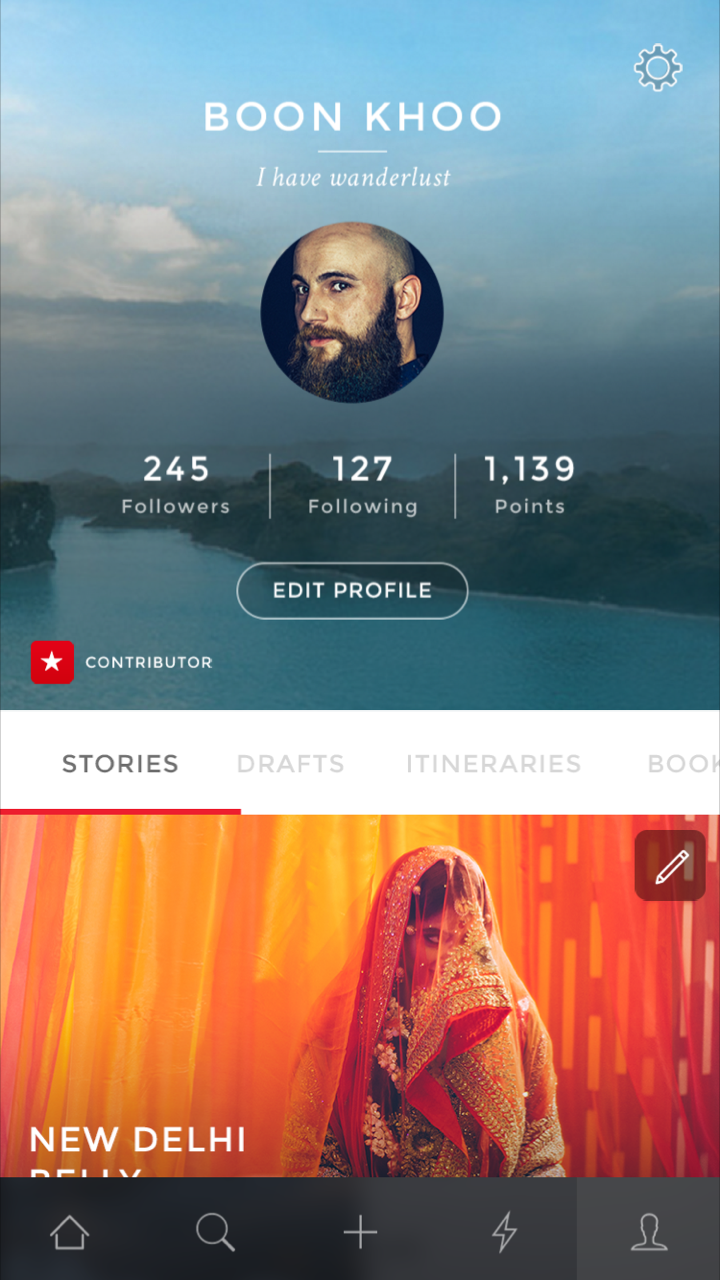 BOON KHOO
I have wanderlust
245 127 1,139
Followers Following Points
EDIT PROFILE
CONTRIBUTOR
STORIES DRAFTS ITINERARIES BOOK
NEW DELHI
BELLY